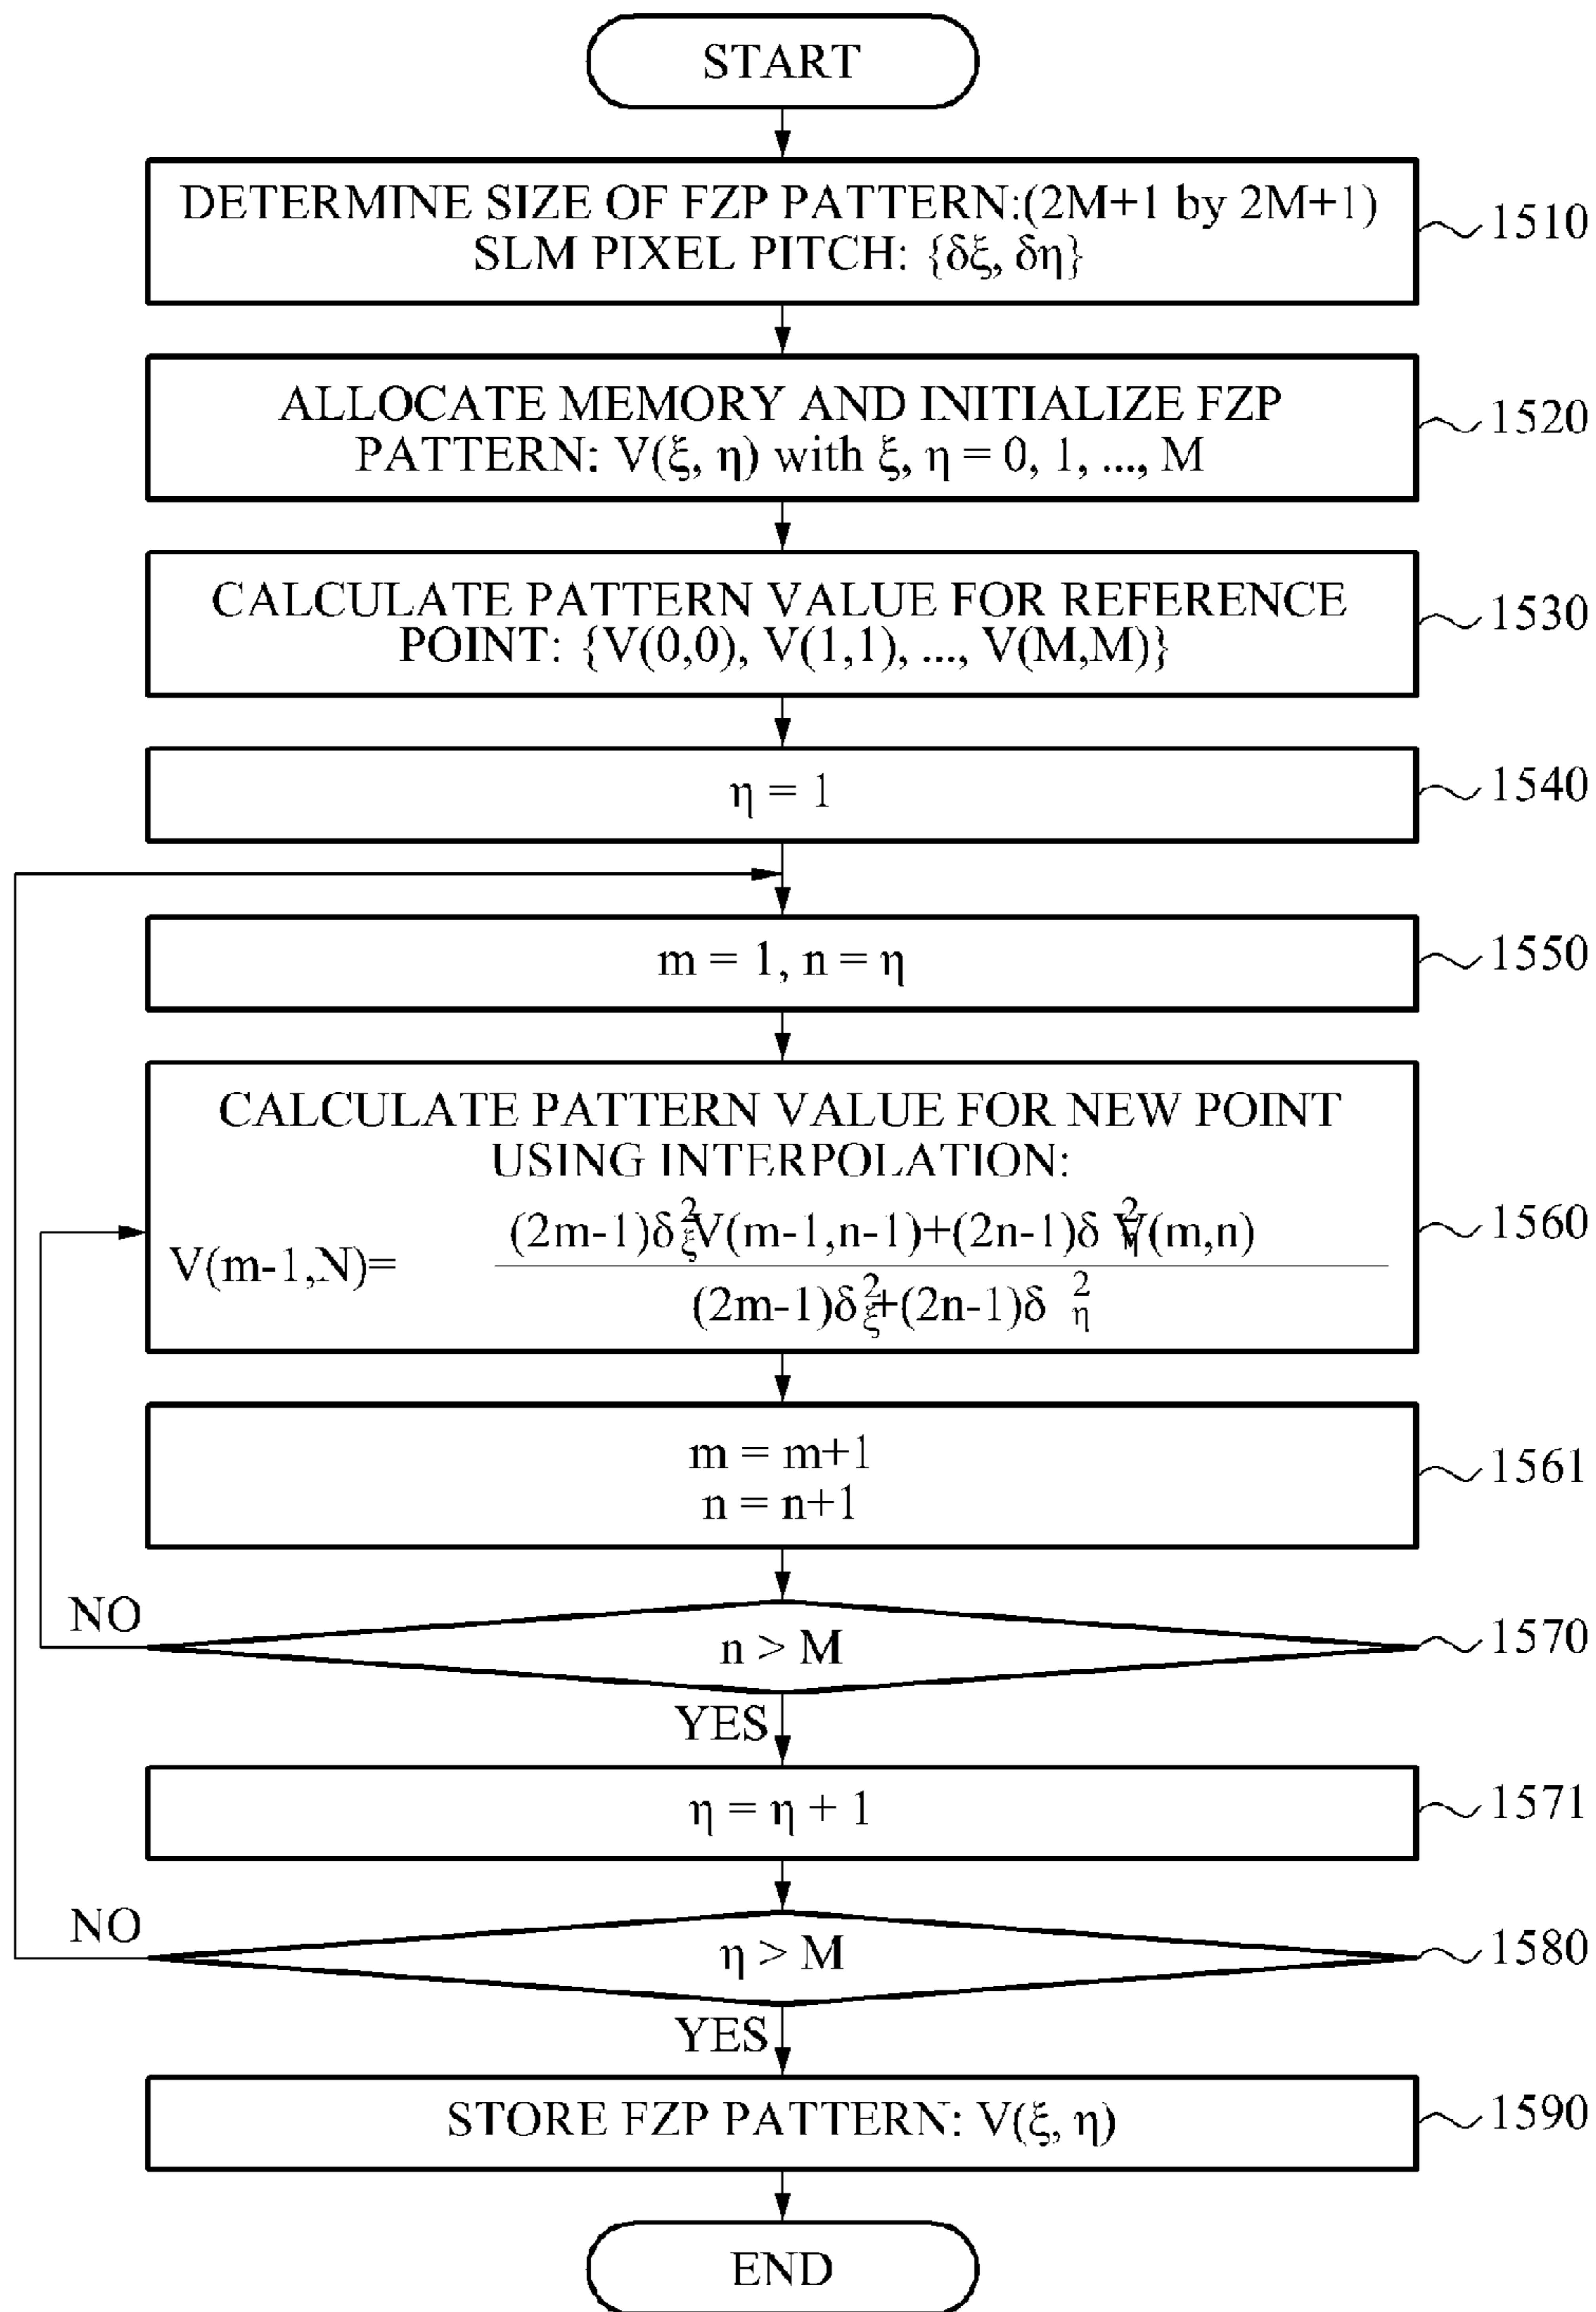 START
DETERMINE SIZE OF FZP PATTERN:(2M+1 by 2M+1)
SLM PIXEL PITCH: {δξ, δη}
1510
ALLOCATE MEMORY AND INITIALIZE FZP
PATTERN: V(ξ, η) with ξ, η = 0, 1, ..., M
1520
CALCULATE PATTERN VALUE FOR REFERENCE
POINT: {V(0,0), V(1,1), ..., V(M,M)}
1530
η = 1
1540
m = 1, n = η
1550
CALCULATE PATTERN VALUE FOR NEW POINT
USING INTERPOLATION:
(2m-1)δ²ξV(m-1,n-1)+(2n-1)δ²ηV(m,n)
V(m-1,N)=
(2m-1)δ²ξ+(2n-1)δ²η
1560
m = m+1
n = n+1
1561
NO
n > M
1570
YES
η = η + 1
1571
NO
η > M
1580
YES
STORE FZP PATTERN: V(ξ, η)
1590
END